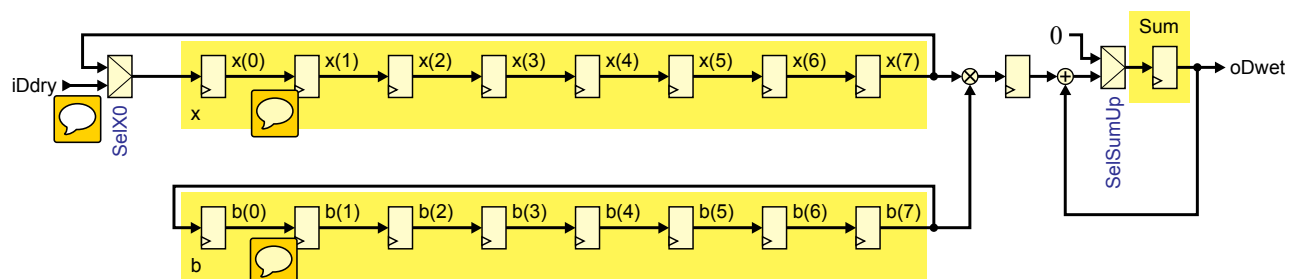 Sum
0
x(0) x(1) x(2) x(3) x(4) x(5) x(6) x(7)
iDdry
oDwet
x
SelX0
SelSumUp
b(0) b(1) b(2) b(3) b(4) b(5) b(6) b(7)
b